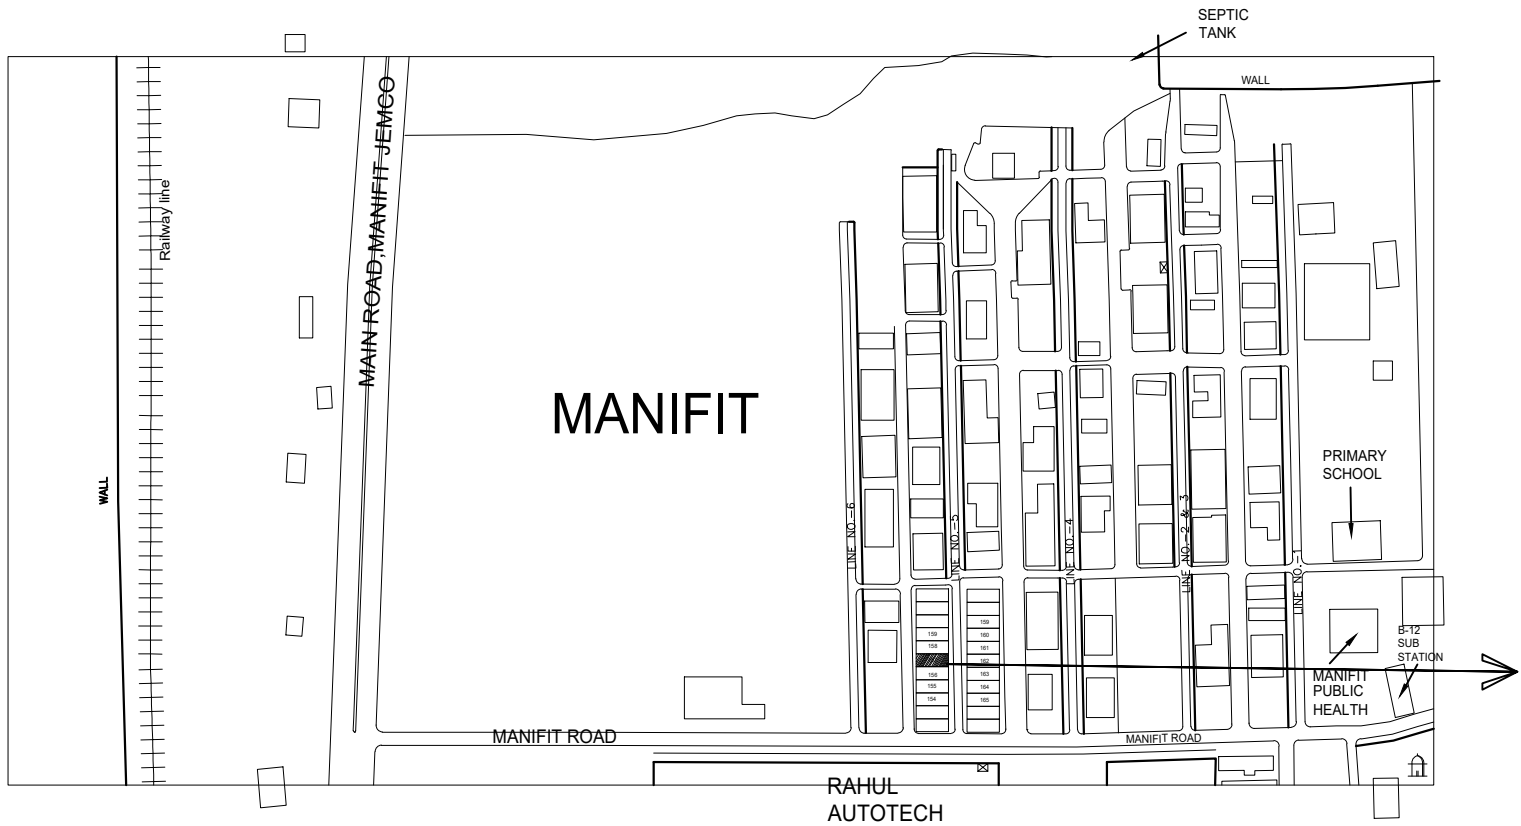 SEPTIC
TANK
WALL
Railway line
MAIN ROAD,MANIFIT JEMCO
MANIFIT
WALL
PRIMARY
SCHOOL
LINE NO.-6
LINE NO.-5
LINE NO.-4
LINE NO.-2 & 3
LINE NO.-1
159
158
156
155
154
159
160
161
162
163
164
165
B-12
SUB
STATION
MANIFIT
PUBLIC
HEALTH
MANIFIT ROAD
MANIFIT ROAD
RAHUL
AUTOTECH